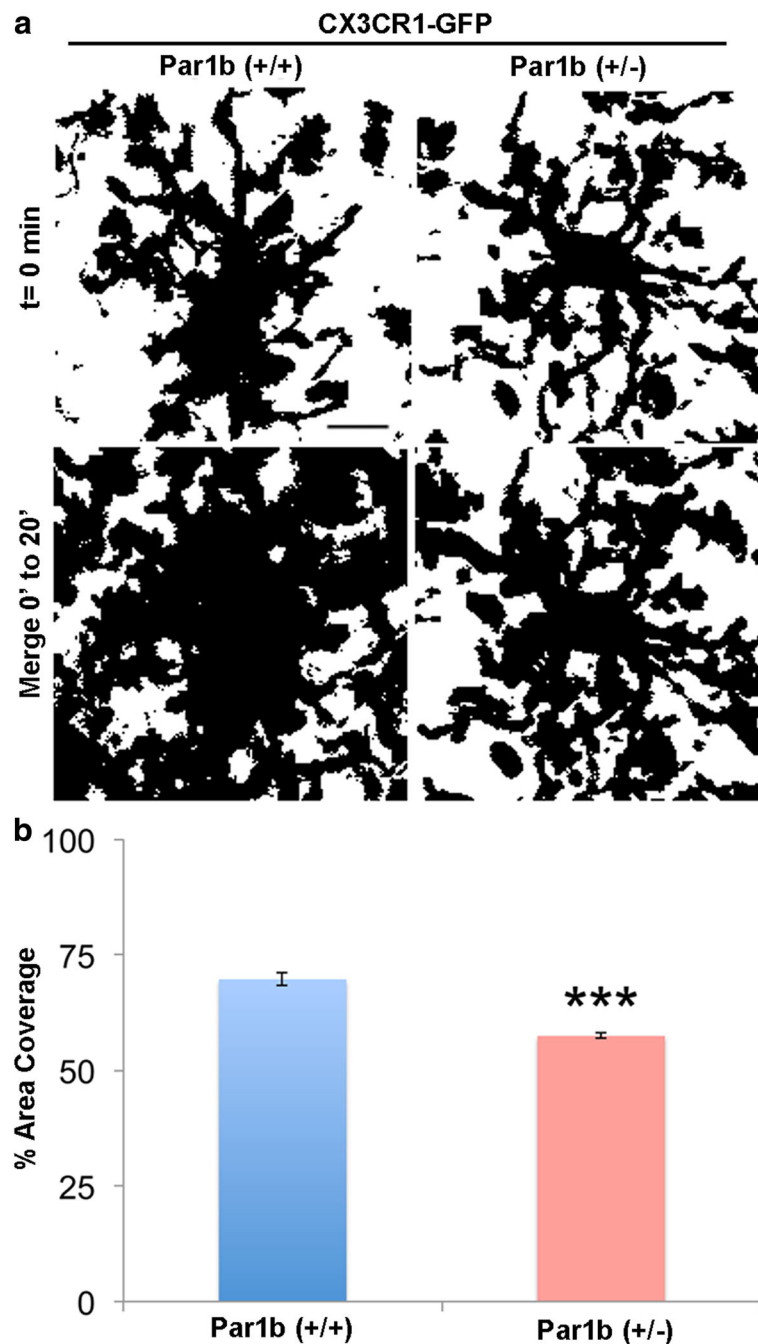 a
CX3CR1-GFP
Par1b (+/+) Par1b (+/-)
t= 0 min
Merge 0' to 20'
b
% Area Coverage
100
75
50
25
0
***
Par1b (+/+) Par1b (+/-)